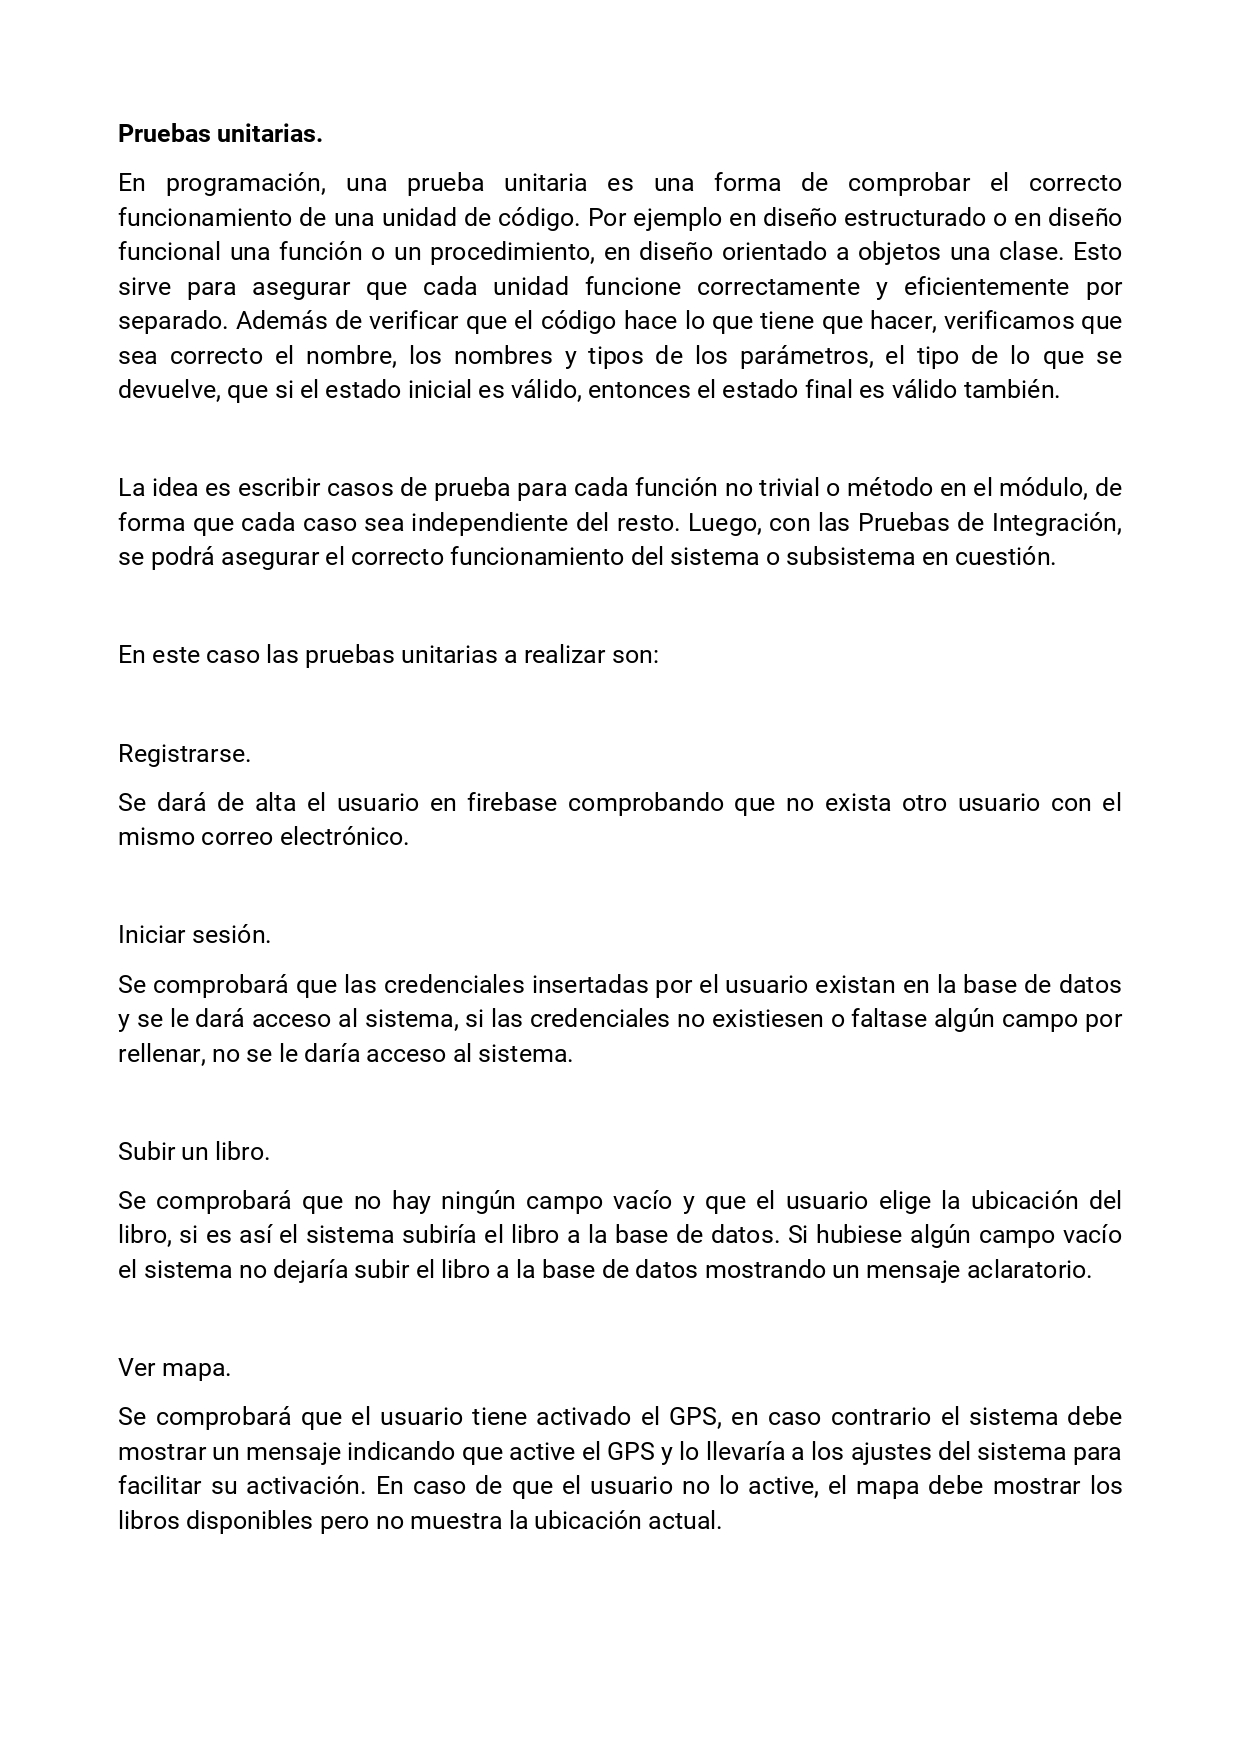 Pruebas unitarias.
En programación, una prueba unitaria es una forma de comprobar el correcto
funcionamiento de una unidad de código. Por ejemplo en diseño estructurado o en diseño
funcional una función o un procedimiento, en diseño orientado a objetos una clase. Esto
sirve para asegurar que cada unidad funcione correctamente y eficientemente por
separado. Además de verificar que el código hace lo que tiene que hacer, verificamos que
sea correcto el nombre, los nombres y tipos de los parámetros, el tipo de lo que se
devuelve, que si el estado inicial es válido, entonces el estado final es válido también.
La idea es escribir casos de prueba para cada función no trivial o método en el módulo, de
forma que cada caso sea independiente del resto. Luego, con las Pruebas de Integración,
se podrá asegurar el correcto funcionamiento del sistema o subsistema en cuestión.
En este caso las pruebas unitarias a realizar son:
Registrarse.
Se dará de alta el usuario en firebase comprobando que no exista otro usuario con el
mismo correo electrónico.
Iniciar sesión.
Se comprobará que las credenciales insertadas por el usuario existan en la base de datos
y se le dará acceso al sistema, si las credenciales no existiesen o faltase algún campo por
rellenar, no se le daría acceso al sistema.
Subir un libro.
Se comprobará que no hay ningún campo vacío y que el usuario elige la ubicación del
libro, si es así el sistema subiría el libro a la base de datos. Si hubiese algún campo vacío
el sistema no dejaría subir el libro a la base de datos mostrando un mensaje aclaratorio.
Ver mapa.
Se comprobará que el usuario tiene activado el GPS, en caso contrario el sistema debe
mostrar un mensaje indicando que active el GPS y lo llevaría a los ajustes del sistema para
facilitar su activación. En caso de que el usuario no lo active, el mapa debe mostrar los
libros disponibles pero no muestra la ubicación actual.